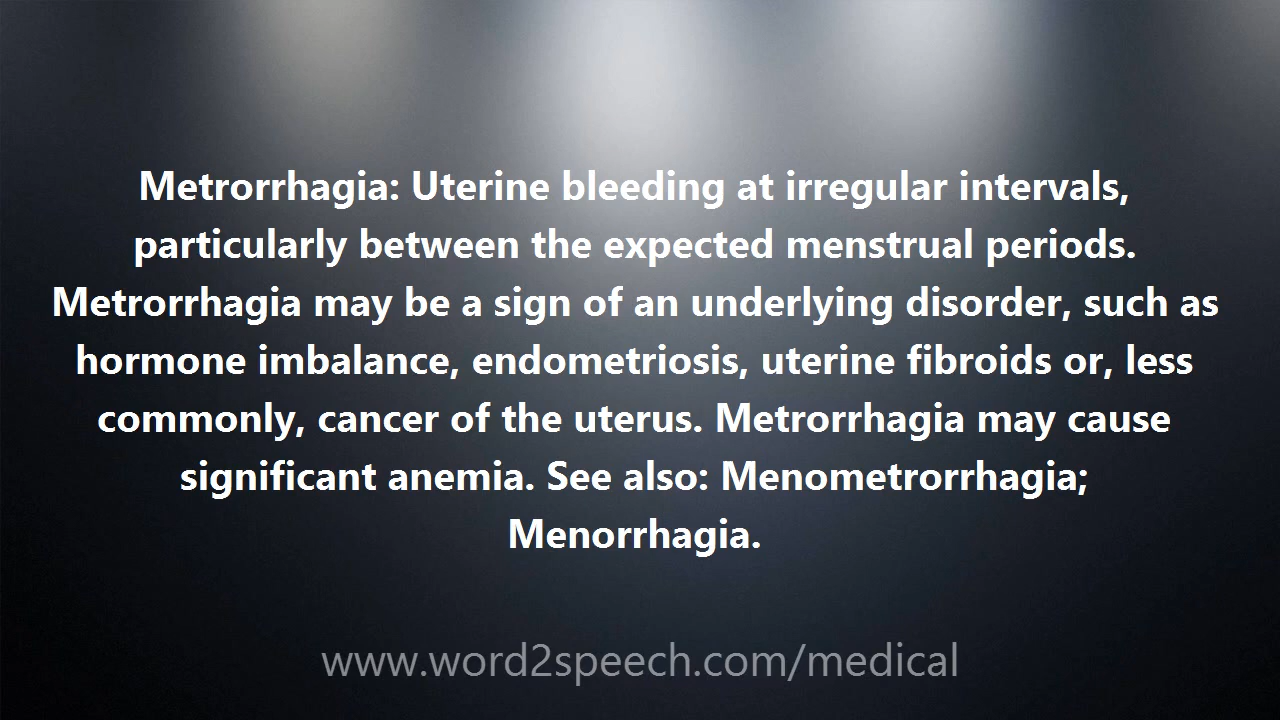 Metrorrhagia: Uterine bleeding at irregular intervals,
particularly between the expected menstrual periods.
Metrorrhagia may be a sign of an underlying disorder, such as
hormone imbalance, endometriosis, uterine fibroids or, less
commonly, cancer of the uterus. Metrorrhagia may cause
significant anemia. See also: Menometrorrhagia;
Menorrhagia.
www.word2speech.com/medical